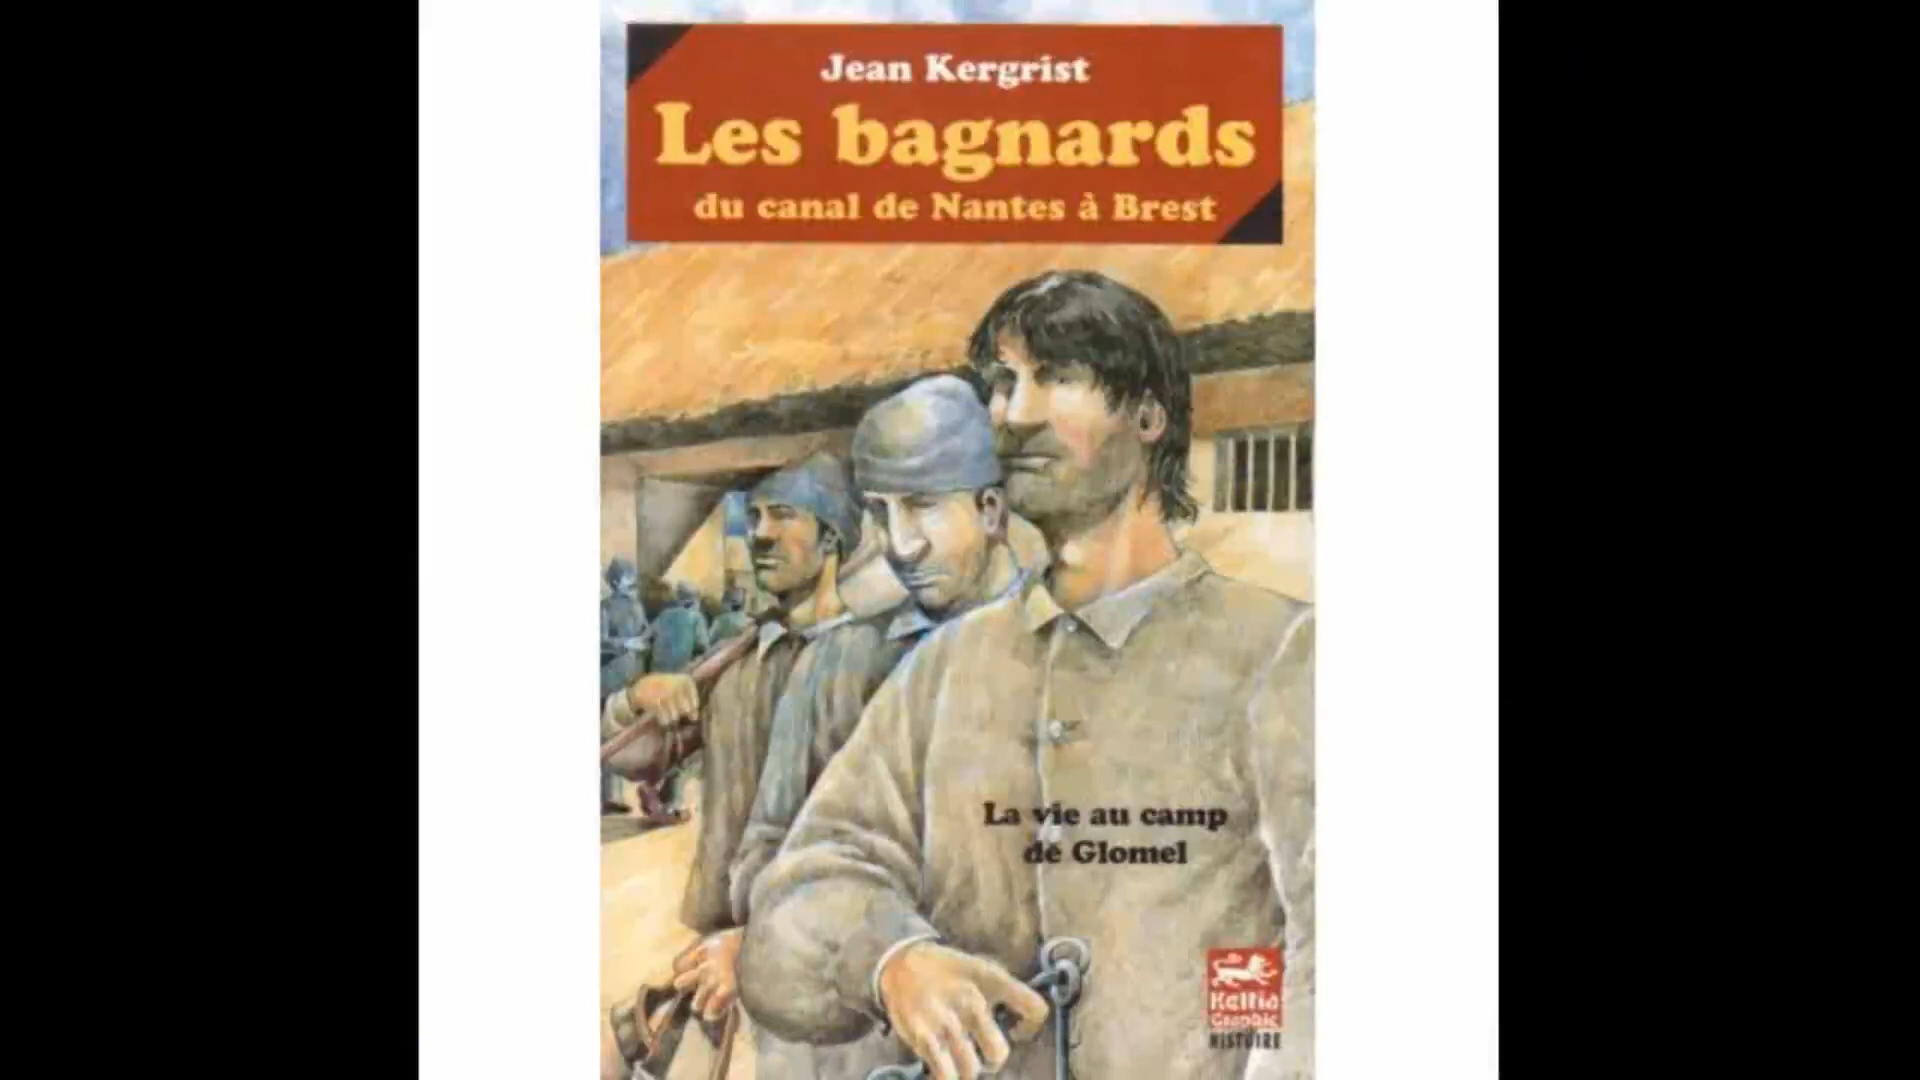 Jean Kergrist
Les bagnards
du canal de Nantes à Brest
La vie au camp
de Glomel
Keltia
Graphic
HISTOIRE